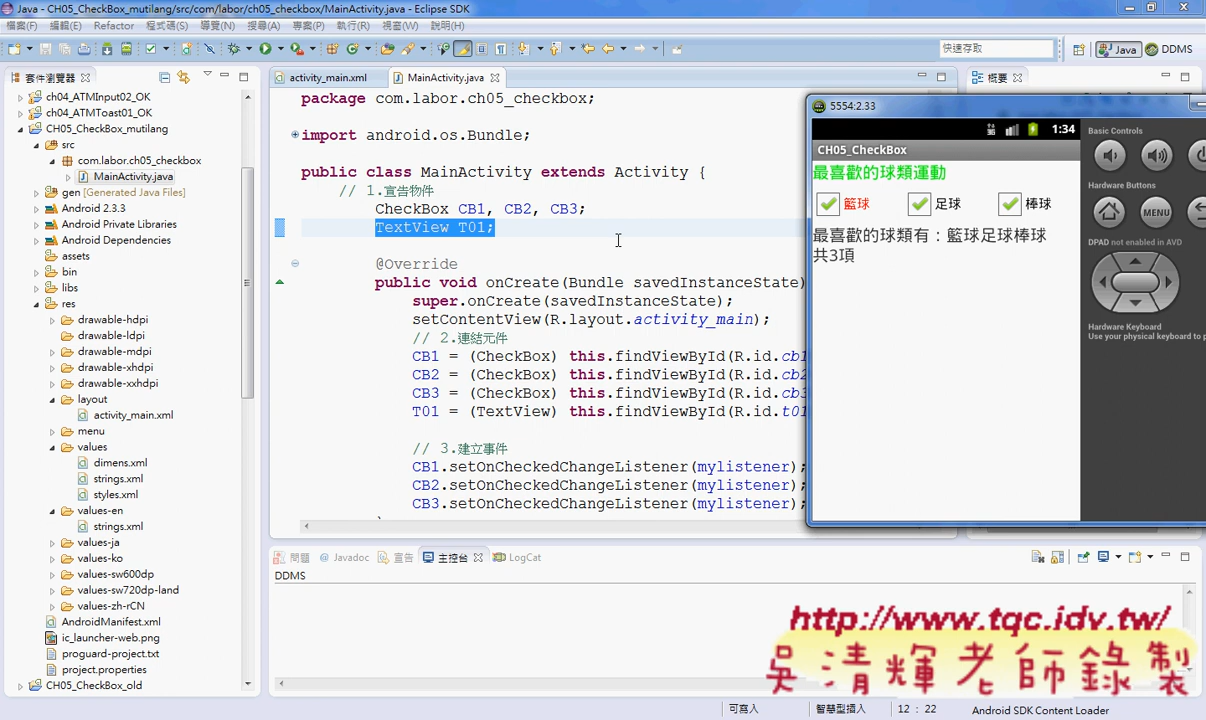 Java - CH05_CheckBox_mutilang/src/com/labor/ch05_checkbox/MainActivity.java - Eclipse SDK
檔案(F) 編輯(E) Refactor 程式碼(S) 導覽(N) 搜尋(A) 專案(P) 執行(R) 視窗(W) 說明(H)
快速存取
Java
DDMS
套件瀏覽器
ch04_ATMInput02_OK
ch04_ATMToast01_OK
CH05_CheckBox_mutilang
src
com.labor.ch05_checkbox
MainActivity.java
gen [Generated Java Files]
Android 2.3.3
Android Private Libraries
Android Dependencies
assets
bin
libs
res
drawable-hdpi
drawable-ldpi
drawable-mdpi
drawable-xhdpi
drawable-xxhdpi
layout
activity_main.xml
menu
values
dimens.xml
strings.xml
styles.xml
values-en
strings.xml
values-ja
values-ko
values-sw600dp
values-sw720dp-land
values-zh-rCN
AndroidManifest.xml
ic_launcher-web.png
proguard-project.txt
project.properties
CH05_CheckBox_old
activity_main.xml
MainActivity.java
package com.labor.ch05_checkbox;
import android.os.Bundle;
public class MainActivity extends Activity {
// 1.宣告物件
CheckBox CB1, CB2, CB3;
TextView T01;
@Override
public void onCreate(Bundle savedInstanceState)
super.onCreate(savedInstanceState);
setContentView(R.layout.activity_main);
// 2.連結元件
CB1 = (CheckBox) this.findViewById(R.id.cb1
CB2 = (CheckBox) this.findViewById(R.id.cb2
CB3 = (CheckBox) this.findViewById(R.id.cb3
T01 = (TextView) this.findViewById(R.id.t01
// 3.建立事件
CB1.setOnCheckedChangeListener(mylistener);
CB2.setOnCheckedChangeListener(mylistener);
CB3.setOnCheckedChangeListener(mylistener);
概要
5554:2.33
1:34
CH05_CheckBox
最喜歡的球類運動
籃球 足球 棒球
最喜歡的球類有：籃球足球棒球
共3項
Basic Controls
Hardware Buttons
MENU
DPAD not enabled in AVD
Hardware Keyboard
Use your physical keyboard to p
問題 @ Javadoc 宣告 主控台 LogCat
DDMS
http://www.tqc.idv.tw/
吳清輝老師錄製
可寫入 智慧型插入 12 : 22 Android SDK Content Loader